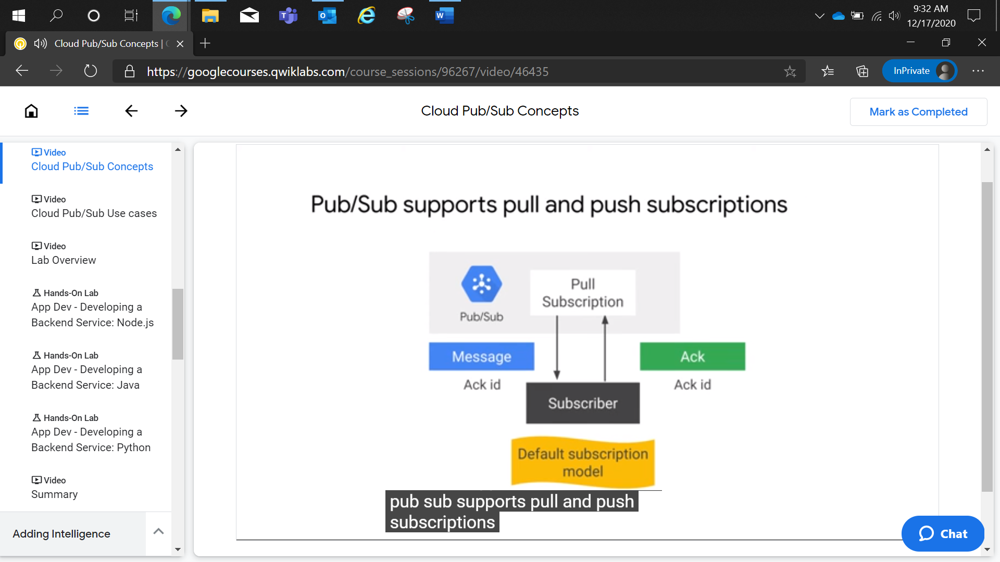 9:32 AM
12/17/2020
Cloud Pub/Sub Concepts |
https://googlecourses.qwiklabs.com/course_sessions/96267/video/46435
InPrivate
Cloud Pub/Sub Concepts
Mark as Completed
Video
Cloud Pub/Sub Concepts
Video
Cloud Pub/Sub Use cases
Video
Lab Overview
Hands-On Lab
App Dev - Developing a
Backend Service: Node.js
Hands-On Lab
App Dev - Developing a
Backend Service: Java
Hands-On Lab
App Dev - Developing a
Backend Service: Python
Video
Summary
Adding Intelligence
Pub/Sub supports pull and push subscriptions
Pull
Subscription
Pub/Sub
Message
Ack
Ack id
Ack id
Subscriber
Default subscription
model
pub sub supports pull and push
subscriptions
Chat